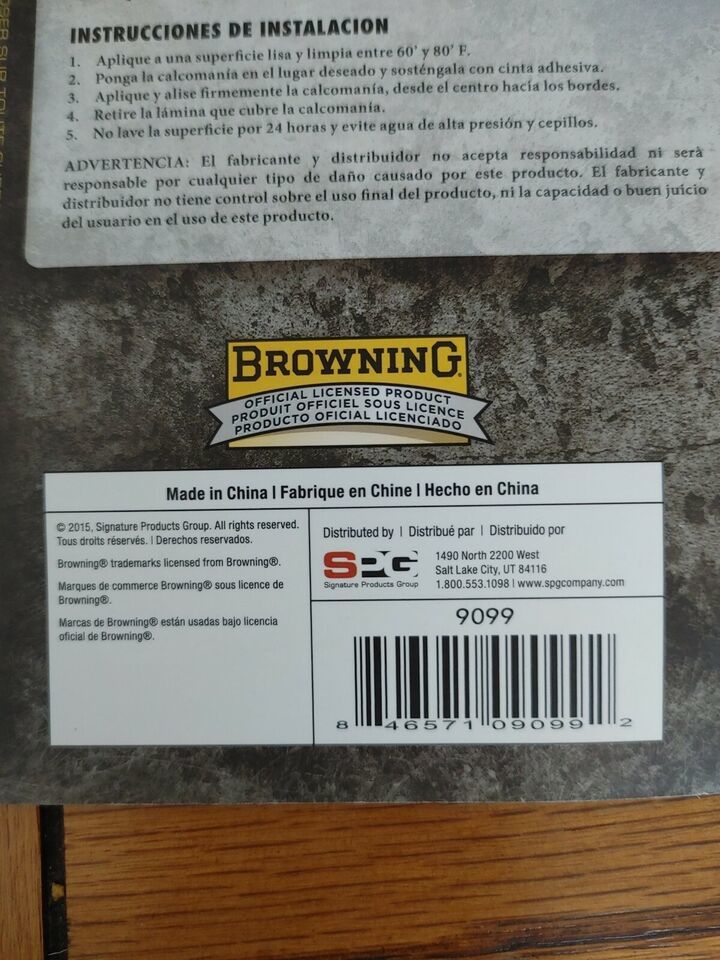 INSTRUCCIONES DE INSTALACION
1. Aplique a una superficie lisa y limpia entre 60° y 80° F.
2. Ponga la calcomanía en el lugar deseado y sosténgala con cinta adhesiva.
3. Aplique y alise firmemente la calcomanía, desde el centro hacía los bordes.
4. Retire la lámina que cubre la calcomanía.
5. No lave la superficie por 24 horas y evite agua de alta presión y cepillos.
ADVERTENCIA: El fabricante y distribuidor no acepta responsabilidad ni serà
responsable por cualquier tipo de daño causado por este producto. El fabricante y
distribuidor no tiene control sobre el uso final del producto, ni la capacidad o buen juicio
del usuario en el uso de este producto.
BROWNING
OFFICIAL LICENSED PRODUCT
PRODUIT OFFICIEL SOUS LICENCE
PRODUCTO OFICIAL LICENCIADO
Made in China | Fabrique en Chine | Hecho en China
© 2015, Signature Products Group. All rights reserved.
Tous droits réservés. | Derechos reservados.
Browning® trademarks licensed from Browning®.
Marques de commerce Browning® sous licence de
Browning®.
Marcas de Browning® están usadas bajo licencia
oficial de Browning®.
Distributed by | Distribué par | Distribuido por
SPG
Signature Products Group
1490 North 2200 West
Salt Lake City, UT 84116
1.800.553.1098 | www.spgcompany.com
9099
8 46571 09099 2